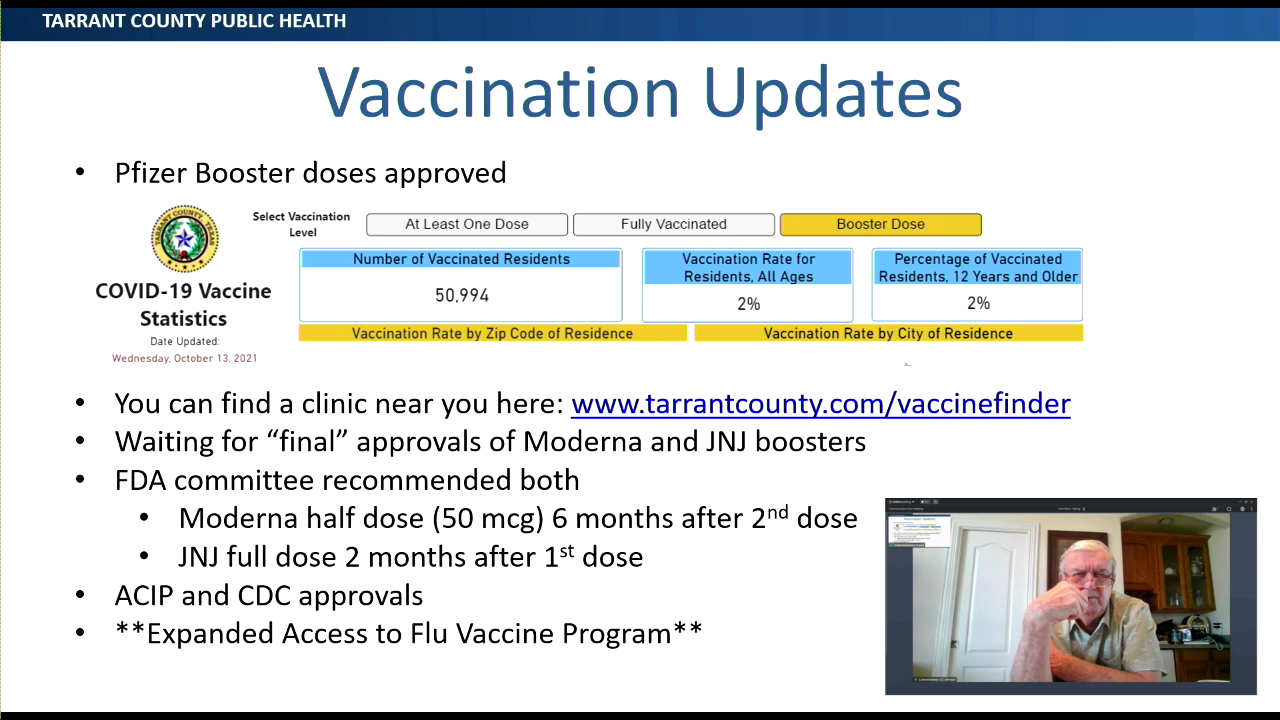 TARRANT COUNTY PUBLIC HEALTH
Vaccination Updates
• Pfizer Booster doses approved
TARRANT COUNTY TEXAS
Select Vaccination
Level
At Least One Dose
Fully Vaccinated
Booster Dose
COVID-19 Vaccine
Statistics
Date Updated:
Wednesday, October 13, 2021
Number of Vaccinated Residents
50,994
Vaccination Rate for
Residents, All Ages
2%
Percentage of Vaccinated
Residents, 12 Years and Older
2%
Vaccination Rate by Zip Code of Residence
Vaccination Rate by City of Residence
• You can find a clinic near you here: www.tarrantcounty.com/vaccinefinder
• Waiting for “final” approvals of Moderna and JNJ boosters
• FDA committee recommended both
• Moderna half dose (50 mcg) 6 months after 2nd dose
• JNJ full dose 2 months after 1st dose
• ACIP and CDC approvals
• **Expanded Access to Flu Vaccine Program**
Vaccination Updates